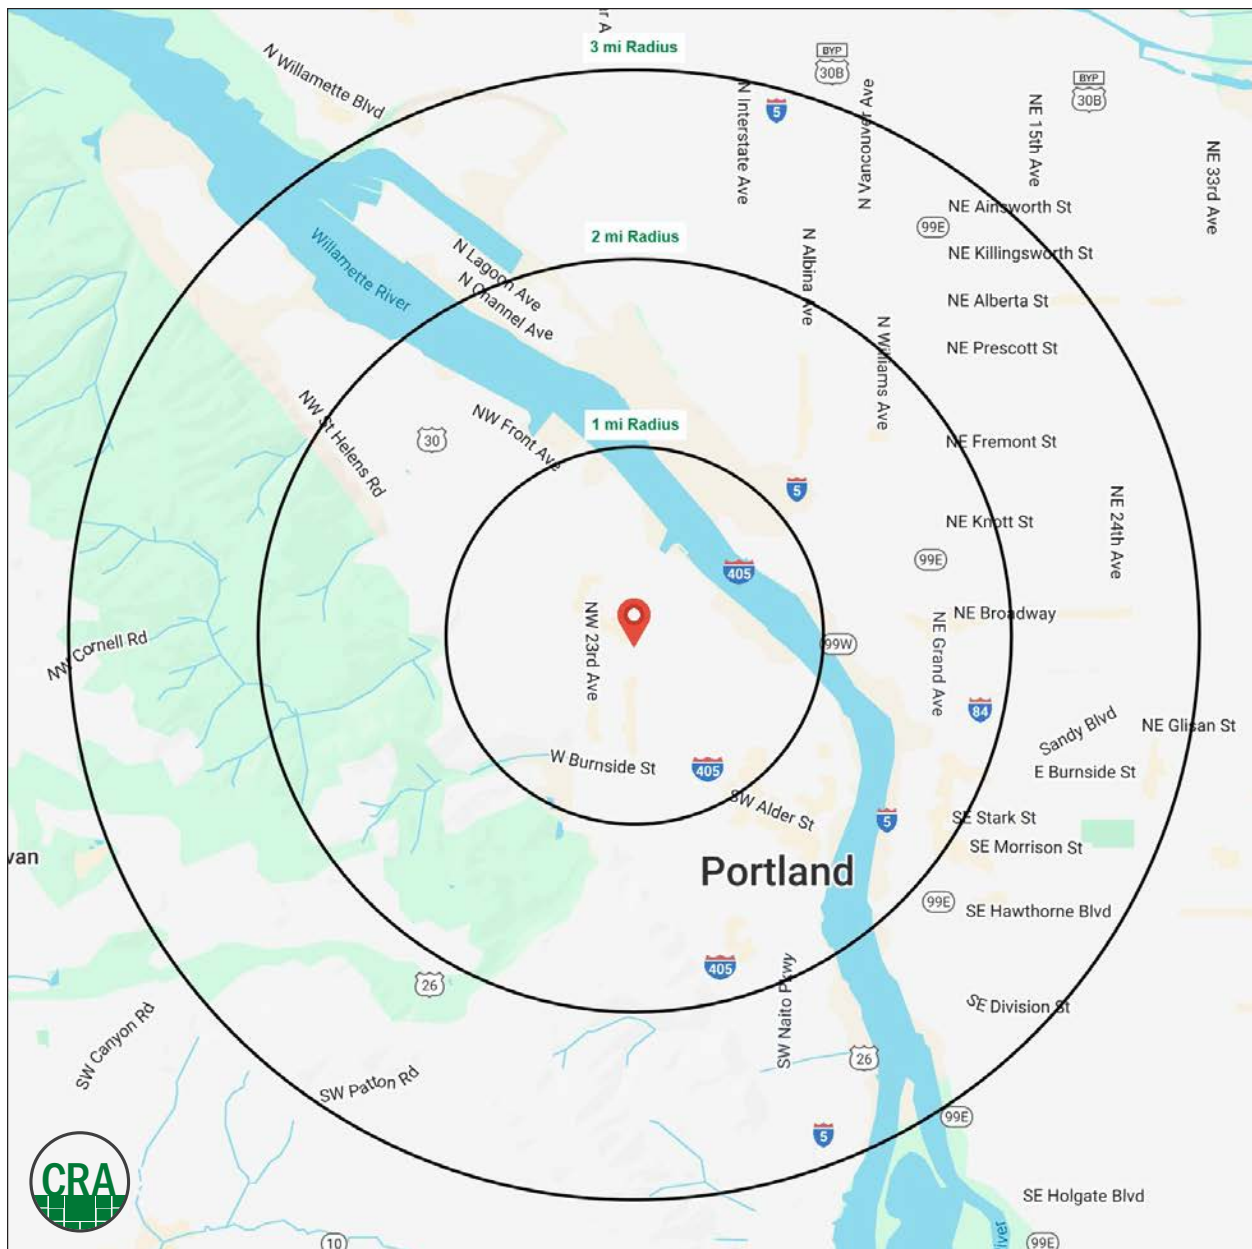 ar A
3 mi Radius
N Willamette Blvd
BYP
30B
BYP
30B
5
N Interstate Ave
N Vancouver Ave
NE 15th Ave
NE 33rd Ave
NE Ainsworth St
99E
2 mi Radius
Willamette River
N Lagoon Ave
N Channel Ave
N Albina Ave
NE Killingsworth St
NE Alberta St
N Williams Ave
NE Prescott St
1 mi Radius
NW St Helens Rd
30
NW Front Ave
NE Fremont St
5
NE Knott St
NE 24th Ave
405
99E
NW 23rd Ave
NE Broadway
NW Cornell Rd
99W
NE Grand Ave
84
Sandy Blvd
NE Glisan St
W Burnside St
405
E Burnside St
SW Alder St
5
SE Stark St
SE Morrison St
van
Portland
99E
SE Hawthorne Blvd
26
405
SW Naito Pkwy
SE Division St
SW Canyon Rd
26
SW Patton Rd
99E
5
CRA
SE Holgate Blvd
10
iver
99E